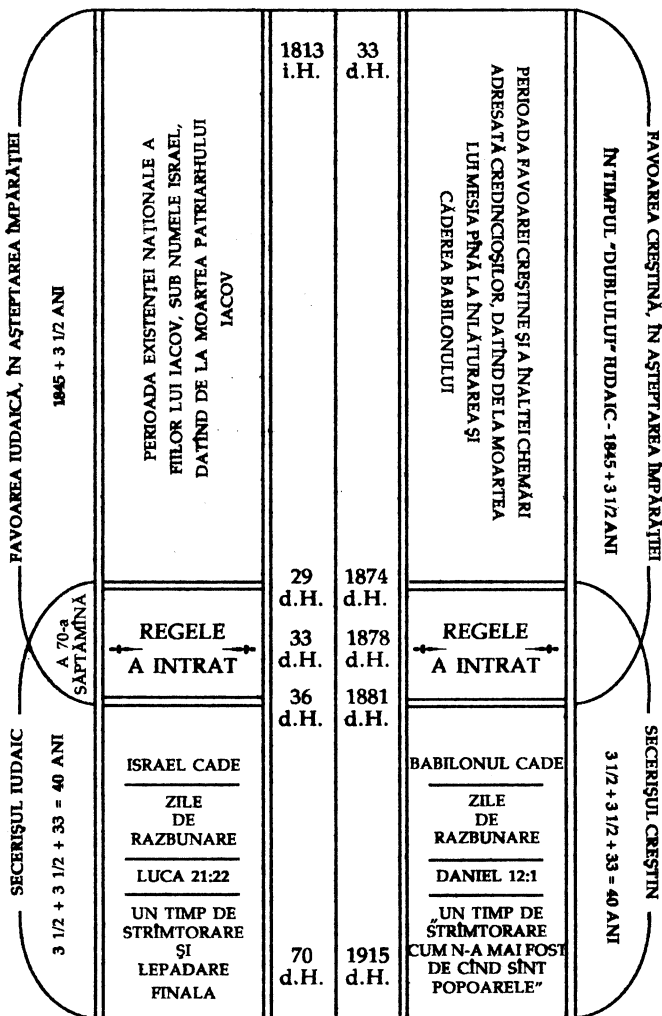 FAVOAREA IUDAICĂ, ÎN AȘTEPTAREA ÎMPĂRĂȚIEI
1845 + 3 1/2 ANI
PERIOADA EXISTENȚEI NAȚIONALE A
FIILOR LUI IACOV, SUB NUMELE ISRAEL,
DATÎND DE LA MOARTEA PATRIARHULUI
IACOV
1813
i.H.
33
d.H.
PERIOADA FAVOAREI CREȘTINE ȘI A ÎNALTEI CHEMĂRI
ADRESATĂ CREDINCIOȘILOR, DATÎND DE LA MOARTEA
LUI MESIA PÎNĂ LA ÎNLĂTURAREA ȘI
CĂDEREA BABILONULUI
ÎN TIMPUL "DUBLULUI" IUDAIC - 1845 + 3 1/2 ANI
FAVOAREA CREȘTINĂ, ÎN AȘTEPTAREA ÎMPĂRĂȚIEI
A 70-a
SĂPTĂMÎNĂ
REGELE
A INTRAT
29
d.H.
1874
d.H.
33
d.H.
1878
d.H.
36
d.H.
1881
d.H.
REGELE
A INTRAT
SECERIȘUL IUDAIC
3 1/2 + 3 1/2 + 33 = 40 ANI
ISRAEL CADE
ZILE
DE
RAZBUNARE
LUCA 21:22
UN TIMP DE
STRÎMTORARE
ȘI
LEPADARE
FINALA
70
d.H.
1915
d.H.
BABILONUL CADE
ZILE
DE
RAZBUNARE
DANIEL 12:1
„UN TIMP DE
STRÎMTORARE
CUM N-A MAI FOST
DE CÎND SÎNT
POPOARELE”
3 1/2 + 3 1/2 + 33 = 40 ANI
SECERIȘUL CREȘTIN